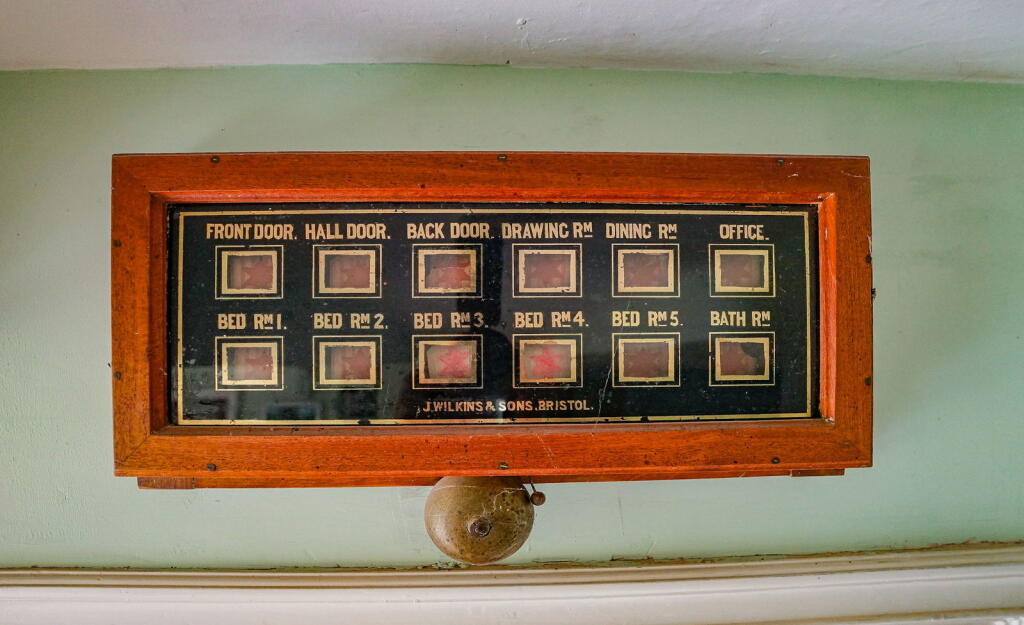 FRONT DOOR. HALL DOOR. BACK DOOR. DRAWING RM DINING RM OFFICE.
BED RM 1. BED RM 2. BED RM 3. BED RM 4. BED RM 5. BATH RM
J. WILKINS & SONS. BRISTOL.